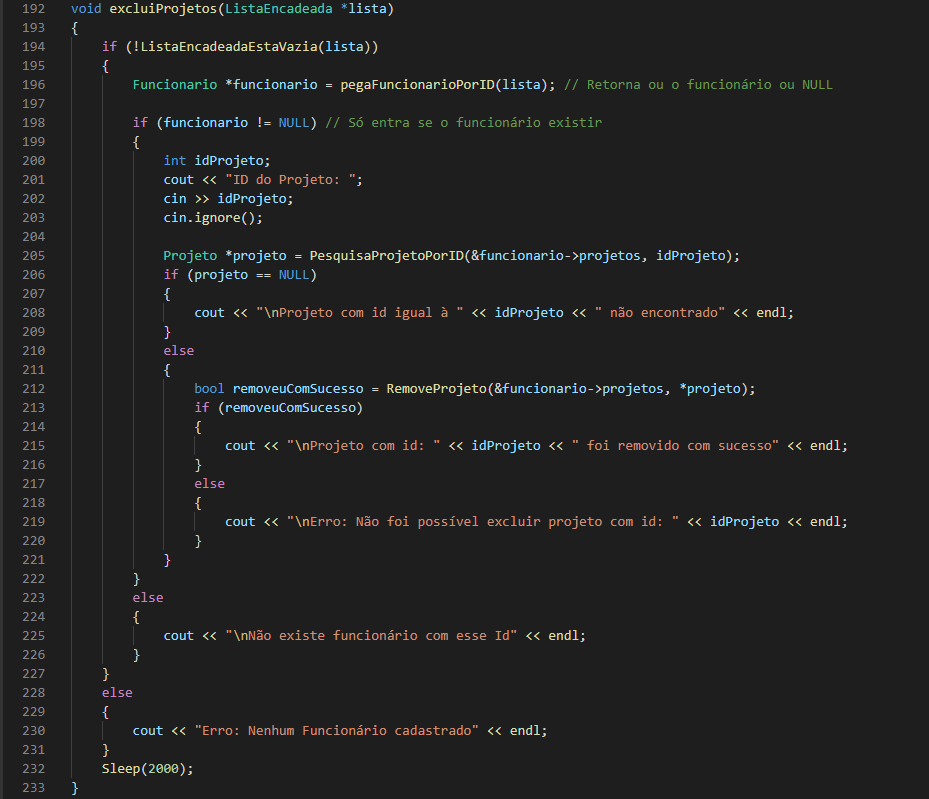 192 void excluiProjetos(ListaEncadeada *lista)
193 {
194     if (!ListaEncadeadaEstaVazia(lista))
195     {
196         Funcionario *funcionario = pegaFuncionarioPorID(lista); // Retorna ou o funcionário ou NULL
197
198         if (funcionario != NULL) // Só entra se o funcionário existir
199         {
200             int idProjeto;
201             cout << "ID do Projeto: ";
202             cin >> idProjeto;
203             cin.ignore();
204
205             Projeto *projeto = PesquisaProjetoPorID(&funcionario->projetos, idProjeto);
206             if (projeto == NULL)
207             {
208                 cout << "\nProjeto com id igual à " << idProjeto << " não encontrado" << endl;
209             }
210             else
211             {
212                 bool removeuComSucesso = RemoveProjeto(&funcionario->projetos, *projeto);
213                 if (removeuComSucesso)
214                 {
215                     cout << "\nProjeto com id: " << idProjeto << " foi removido com sucesso" << endl;
216                 }
217                 else
218                 {
219                     cout << "\nErro: Não foi possível excluir projeto com id: " << idProjeto << endl;
220                 }
221             }
222         }
223         else
224         {
225             cout << "\nNão existe funcionário com esse Id" << endl;
226         }
227     }
228     else
229     {
230         cout << "Erro: Nenhum Funcionário cadastrado" << endl;
231     }
232     Sleep(2000);
233 }